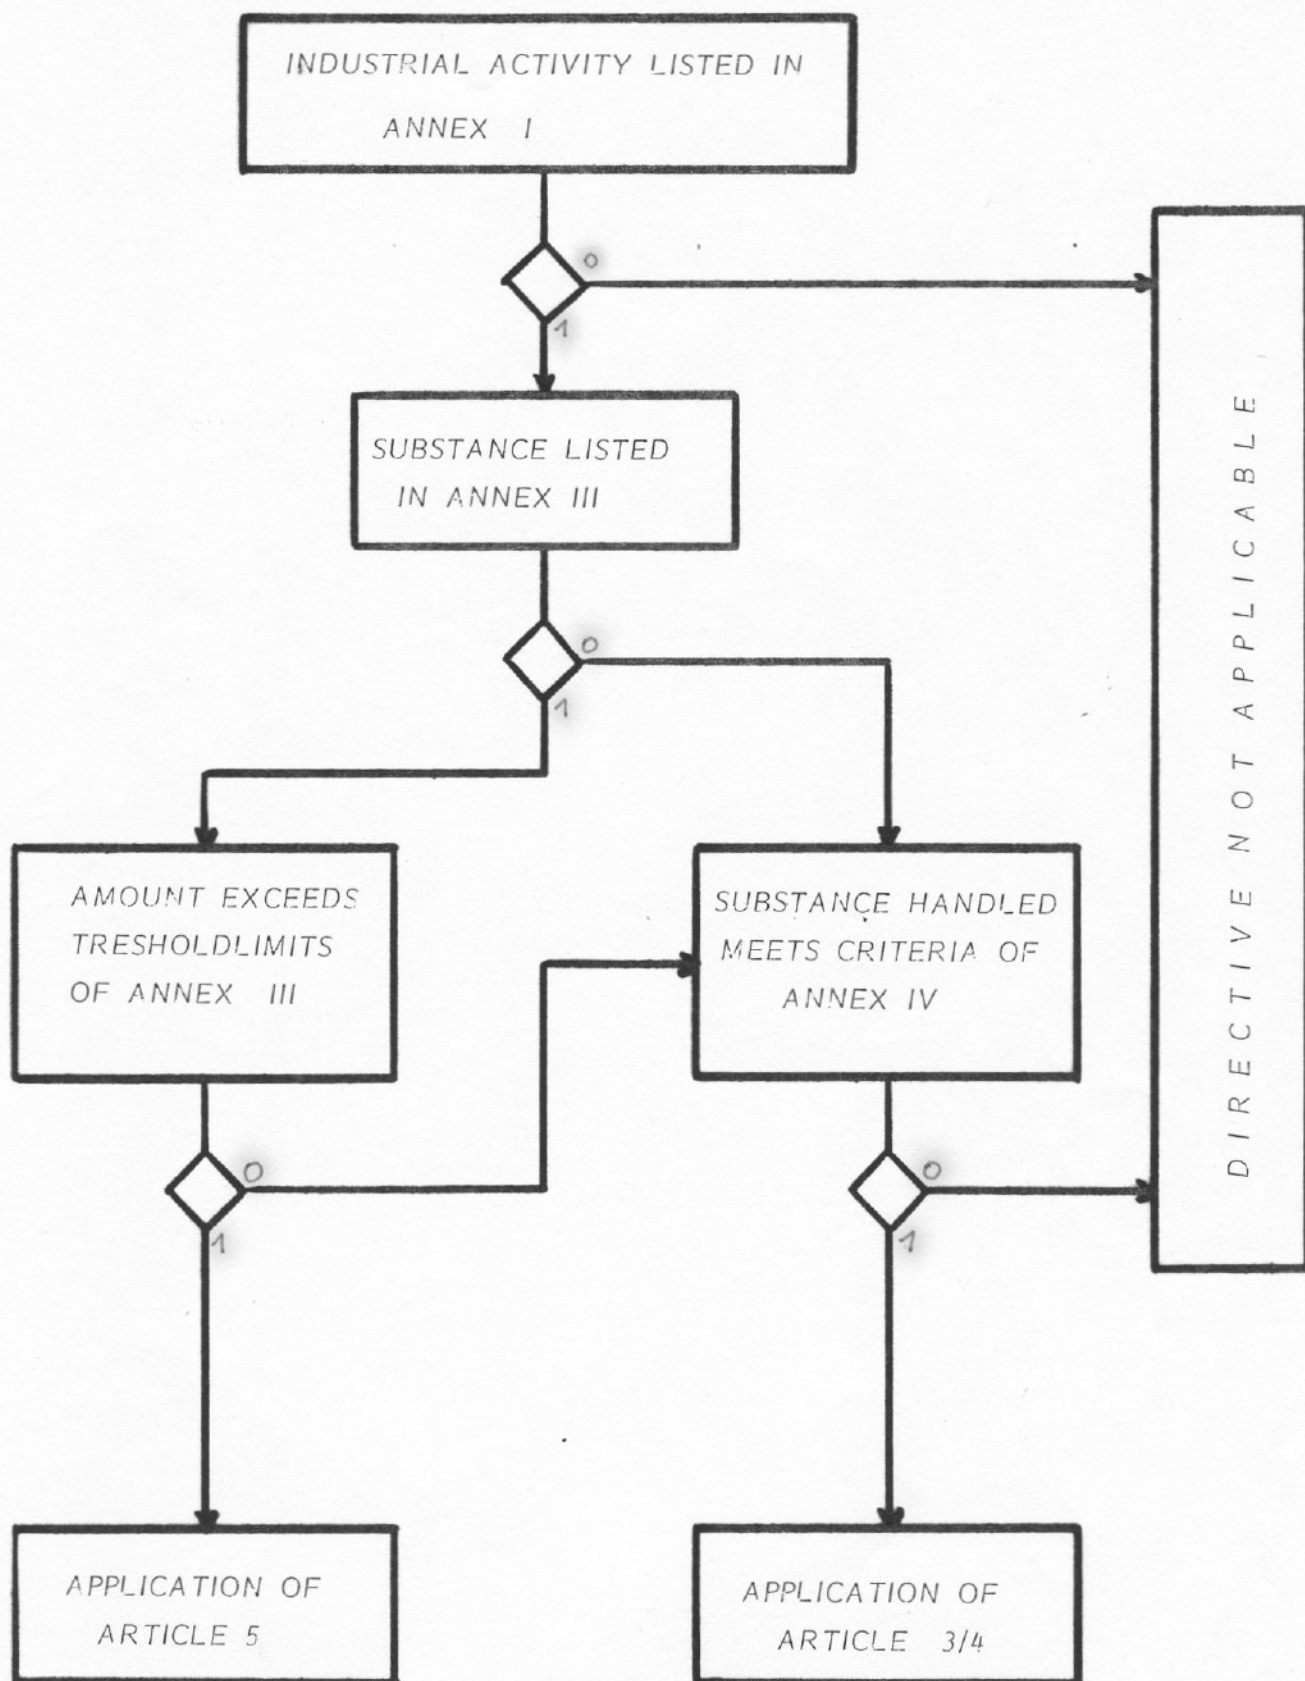 INDUSTRIAL ACTIVITY LISTED IN
ANNEX I
0
1
SUBSTANCE LISTED
IN ANNEX III
0
1
AMOUNT EXCEEDS
TRESHOLDLIMITS
OF ANNEX III
0
1
SUBSTANCE HANDLED
MEETS CRITERIA OF
ANNEX IV
0
1
DIRECTIVE NOT APPLICABLE
APPLICATION OF
ARTICLE 5
APPLICATION OF
ARTICLE 3/4